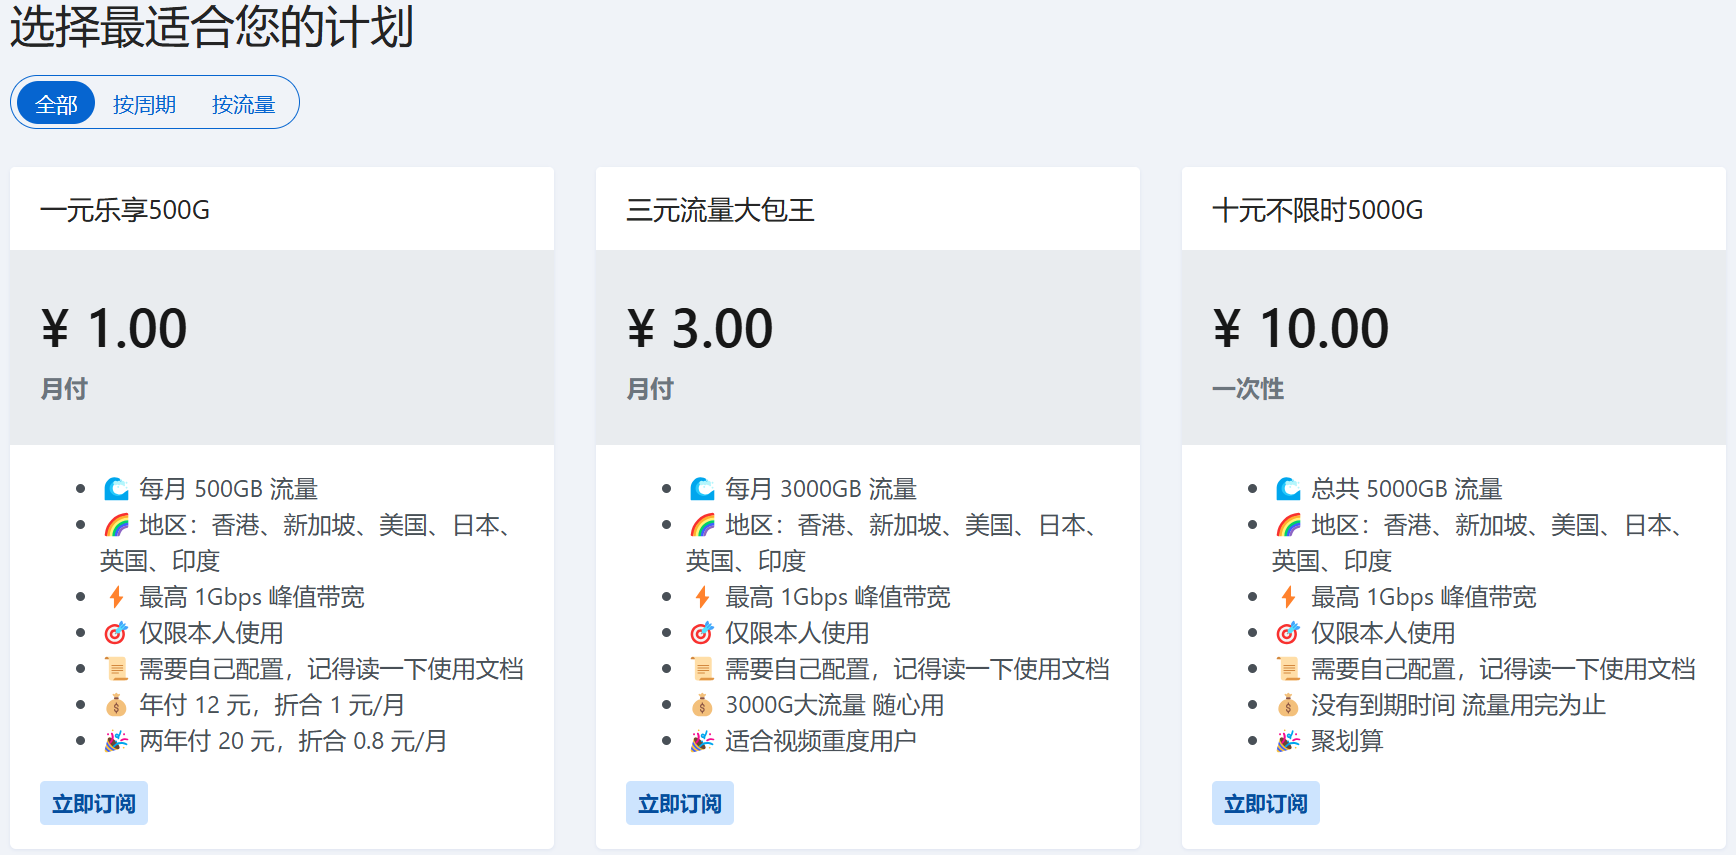 选择最适合您的计划
全部 按周期 按流量
一元乐享500G
¥ 1.00
月付
每月 500GB 流量
地区：香港、新加坡、美国、日本、
英国、印度
最高 1Gbps 峰值带宽
仅限本人使用
需要自己配置，记得读一下使用文档
年付 12 元，折合 1 元/月
两年付 20 元，折合 0.8 元/月
立即订阅
三元流量大包王
¥ 3.00
月付
每月 3000GB 流量
地区：香港、新加坡、美国、日本、
英国、印度
最高 1Gbps 峰值带宽
仅限本人使用
需要自己配置，记得读一下使用文档
3000G大流量 随心用
适合视频重度用户
立即订阅
十元不限时5000G
¥ 10.00
一次性
总共 5000GB 流量
地区：香港、新加坡、美国、日本、
英国、印度
最高 1Gbps 峰值带宽
仅限本人使用
需要自己配置，记得读一下使用文档
没有到期时间 流量用完为止
聚划算
立即订阅